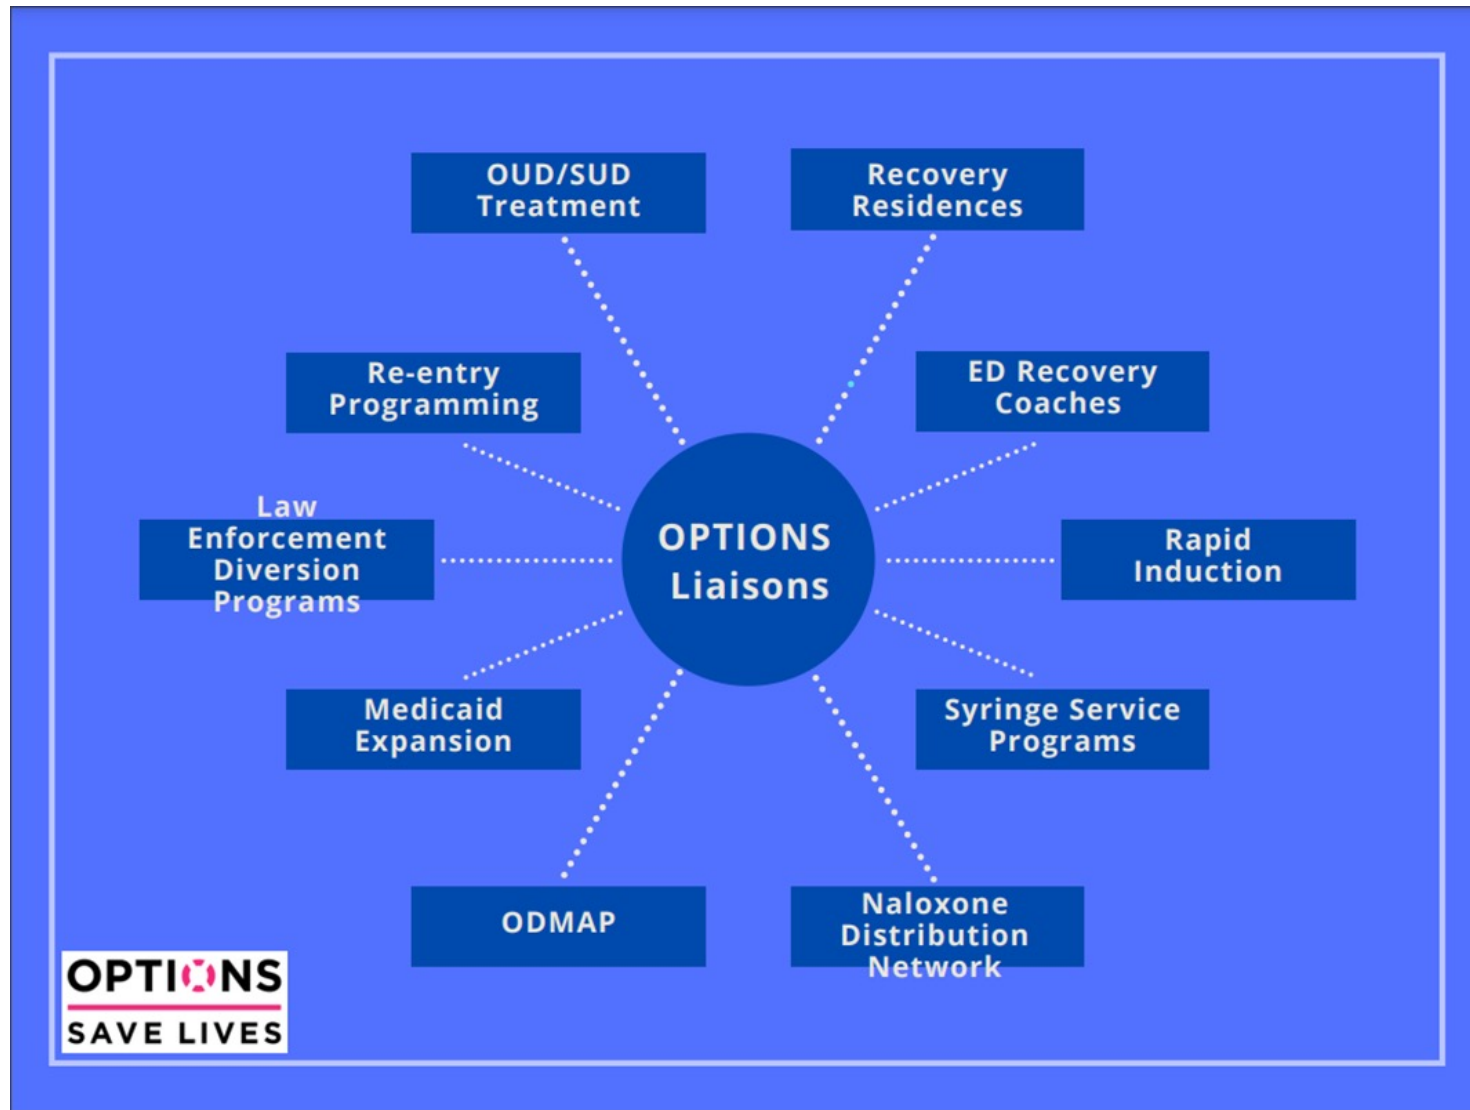 OUD/SUD
Treatment
Recovery
Residences
Re-entry
Programming
ED Recovery
Coaches
Law
Enforcement
Diversion
Programs
OPTIONS
Liaisons
Rapid
Induction
Medicaid
Expansion
Syringe Service
Programs
ODMAP
Naloxone
Distribution
Network
OPTIONS
SAVE LIVES